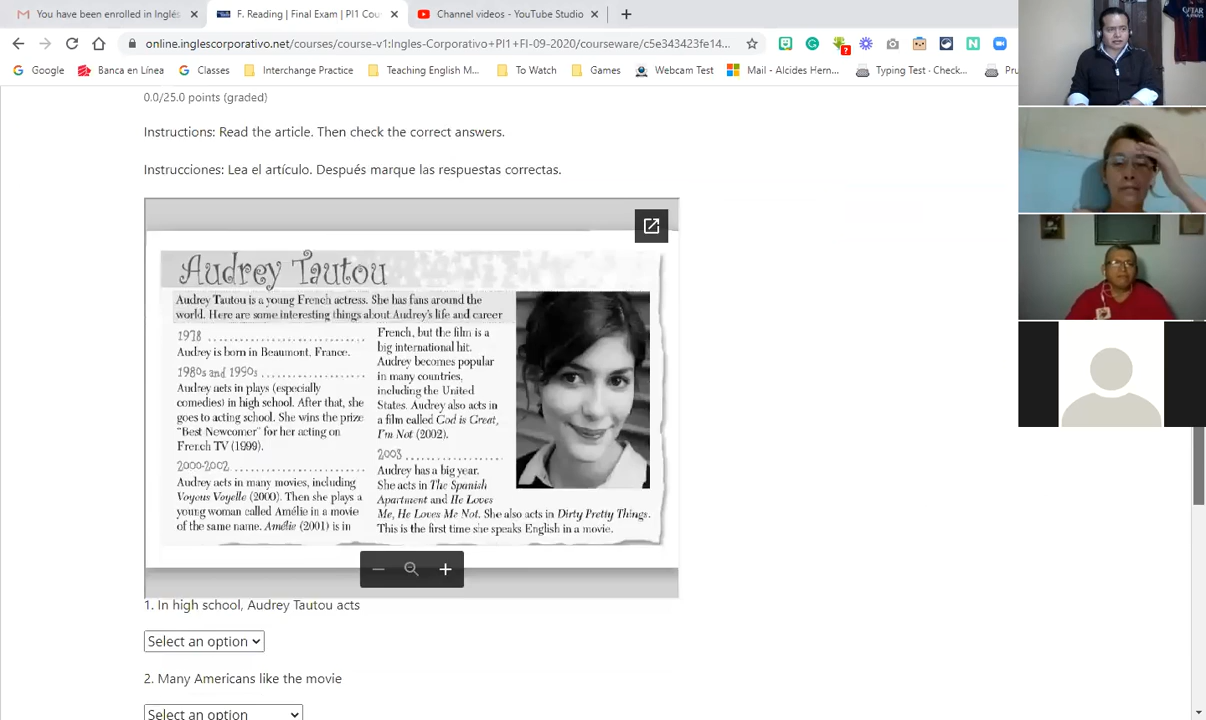 You have been enrolled in Inglés
F. Reading | Final Exam | PI1 Cou
Channel videos - YouTube Studio
online.inglescorporativo.net/courses/course-v1:Ingles-Corporativo+PI1+FI-09-2020/courseware/c5e343423fe14...
Google
Banca en Línea
Classes
Interchange Practice
Teaching English M...
To Watch
Games
Webcam Test
Mail - Alcides Hern...
Typing Test · Check...
Pru
0.0/25.0 points (graded)
Instructions: Read the article. Then check the correct answers.
Instrucciones: Lea el artículo. Después marque las respuestas correctas.
Audrey Tautou
Audrey Tautou is a young French actress. She has fans around the
world. Here are some interesting things about Audrey's life and career
1978
Audrey is born in Beaumont, France.
1980s and 1990s
Audrey acts in plays (especially
comedies) in high school. After that, she
goes to acting school. She wins the prize
"Best Newcomer" for her acting on
French TV (1999).
2000-2002
Audrey acts in many movies, including
Voyous Voyelle (2000). Then she plays a
young woman called Amélie in a movie
of the same name. Amélie (2001) is in
French, but the film is a
big international hit.
Audrey becomes popular
in many countries,
including the United
States. Audrey also acts in
a film called God is Great,
I'm Not (2002).
2003
Audrey has a big year.
She acts in The Spanish
Apartment and He Loves
Me, He Loves Me Not. She also acts in Dirty Pretty Things.
This is the first time she speaks English in a movie.
1. In high school, Audrey Tautou acts
Select an option
2. Many Americans like the movie
Select an option